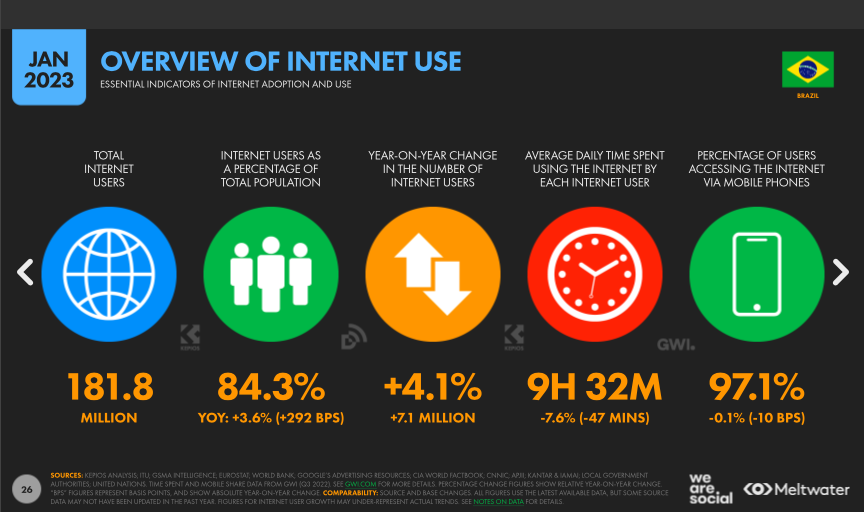 JAN
2023
OVERVIEW OF INTERNET USE
ESSENTIAL INDICATORS OF INTERNET ADOPTION AND USE
BRAZIL
TOTAL
INTERNET
USERS
INTERNET USERS AS
A PERCENTAGE OF
TOTAL POPULATION
YEAR-ON-YEAR CHANGE
IN THE NUMBER OF
INTERNET USERS
AVERAGE DAILY TIME SPENT
USING THE INTERNET BY
EACH INTERNET USER
PERCENTAGE OF USERS
ACCESSING THE INTERNET
VIA MOBILE PHONES
KEPIOS
KEPIOS
GWI.
181.8
MILLION
84.3%
YOY: +3.6% (+292 BPS)
+4.1%
+7.1 MILLION
9H 32M
-7.6% (-47 MINS)
97.1%
-0.1% (-10 BPS)
26
SOURCES: KEPIOS ANALYSIS; ITU; GSMA INTELLIGENCE; EUROSTAT; WORLD BANK; GOOGLE'S ADVERTISING RESOURCES; CIA WORLD FACTBOOK; CNNIC; APJII; KANTAR & IAMAI; LOCAL GOVERNMENT
AUTHORITIES; UNITED NATIONS. TIME SPENT AND MOBILE SHARE DATA FROM GWI (Q3 2022). SEE GWI.COM FOR MORE DETAILS. PERCENTAGE CHANGE FIGURES SHOW RELATIVE YEAR-ON-YEAR CHANGE.
"BPS" FIGURES REPRESENT BASIS POINTS, AND SHOW ABSOLUTE YEAR-ON-YEAR CHANGE. COMPARABILITY: SOURCE AND BASE CHANGES. ALL FIGURES USE THE LATEST AVAILABLE DATA, BUT SOME SOURCE
DATA MAY NOT HAVE BEEN UPDATED IN THE PAST YEAR. FIGURES FOR INTERNET USER GROWTH MAY UNDER-REPRESENT ACTUAL TRENDS. SEE NOTES ON DATA FOR DETAILS.
we
are.
social
Meltwater